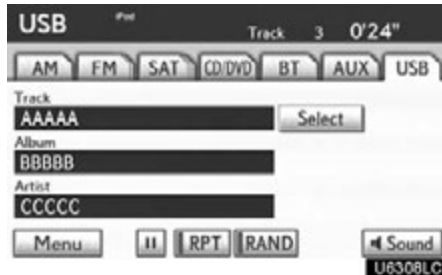 USB iPod Track 3 0'24"
AM FM SAT CD/DVD BT AUX USB
Track
AAAAA Select
Album
BBBBB
Artist
CCCCC
Menu II RPT RAND Sound
U6308LC